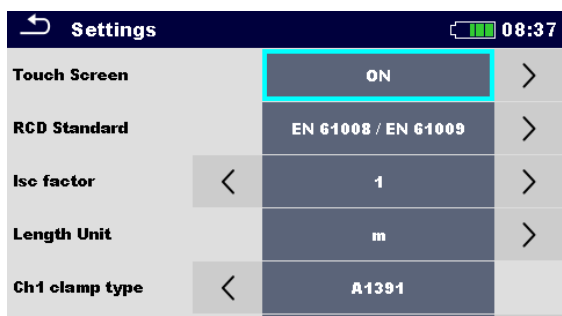 Settings 08:37
Touch Screen ON
RCD Standard EN 61008 / EN 61009
Isc factor 1
Length Unit m
Ch1 clamp type A1391